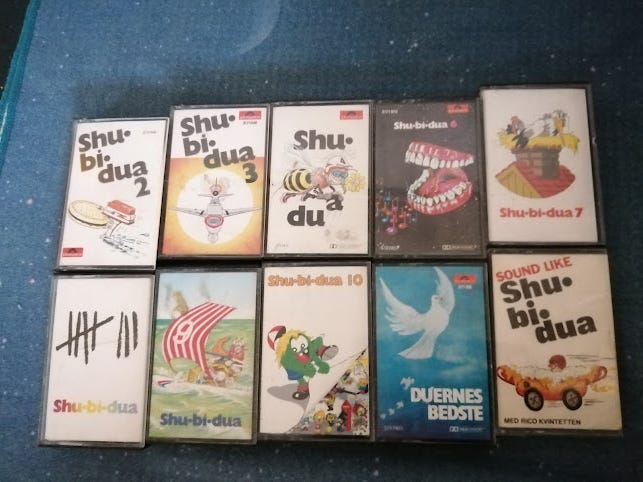 Shu·
bi·
dua
2
Shu·
bi·
dua
3
Shu·
dua
Shu·bi·dua 6
Shu·bi·dua 7
Shu·bi·dua
Shu·bi·dua
Shu·bi·dua 10
DUERNES
BEDSTE
STEREO
SOUND LIKE
Shu·
bi·
dua
MED RICO KVINTETTEN